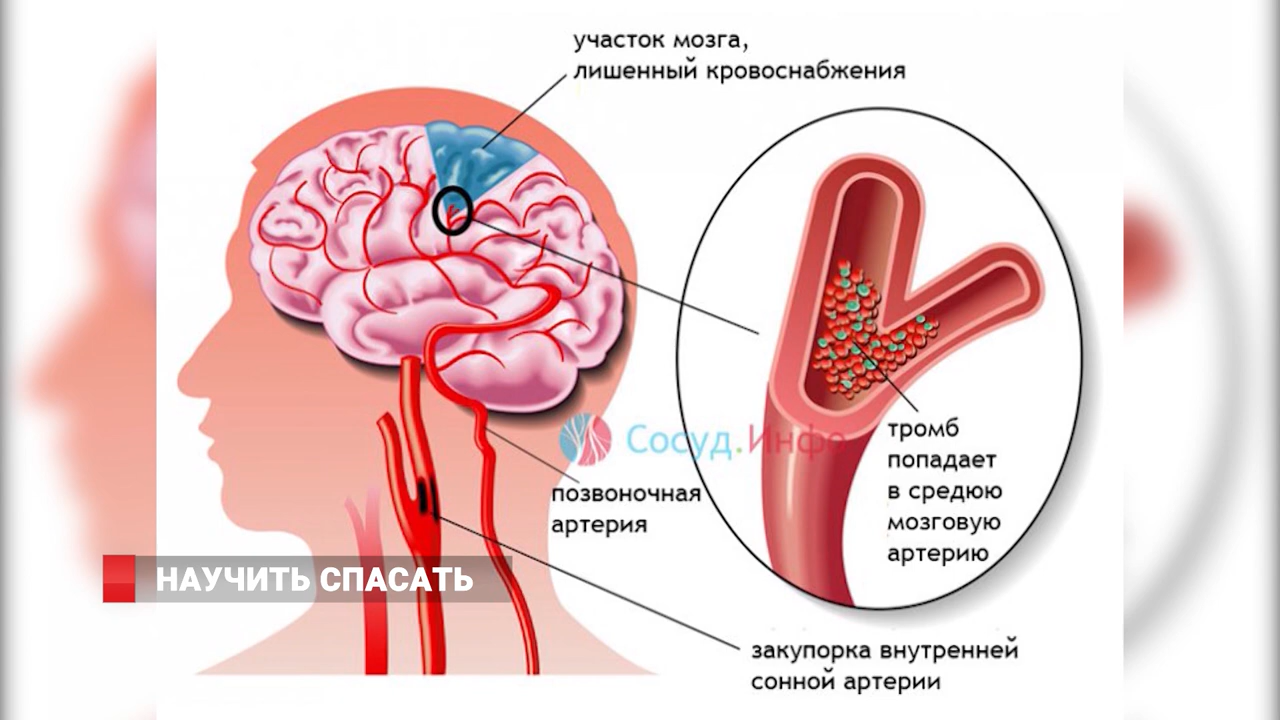 участок мозга,
лишенный кровоснабжения
Сосуд.Инфо
тромб
попадает
в средюю
мозговую
артерию
позвоночная
артерия
НАУЧИТЬ СПАСАТЬ
закупорка внутренней
сонной артерии